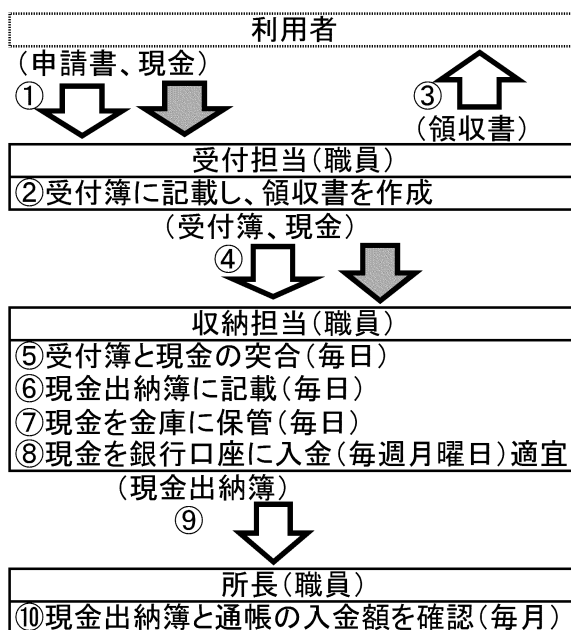 利用者
(申請書、現金)
①
③
(領収書)
受付担当(職員)
②受付簿に記載し、領収書を作成
(受付簿、現金)
④
収納担当(職員)
⑤受付簿と現金の突合(毎日)
⑥現金出納簿に記載(毎日)
⑦現金を金庫に保管(毎日)
⑧現金を銀行口座に入金(毎週月曜日)適宜
(現金出納簿)
⑨
所長(職員)
⑩現金出納簿と通帳の入金額を確認(毎月)